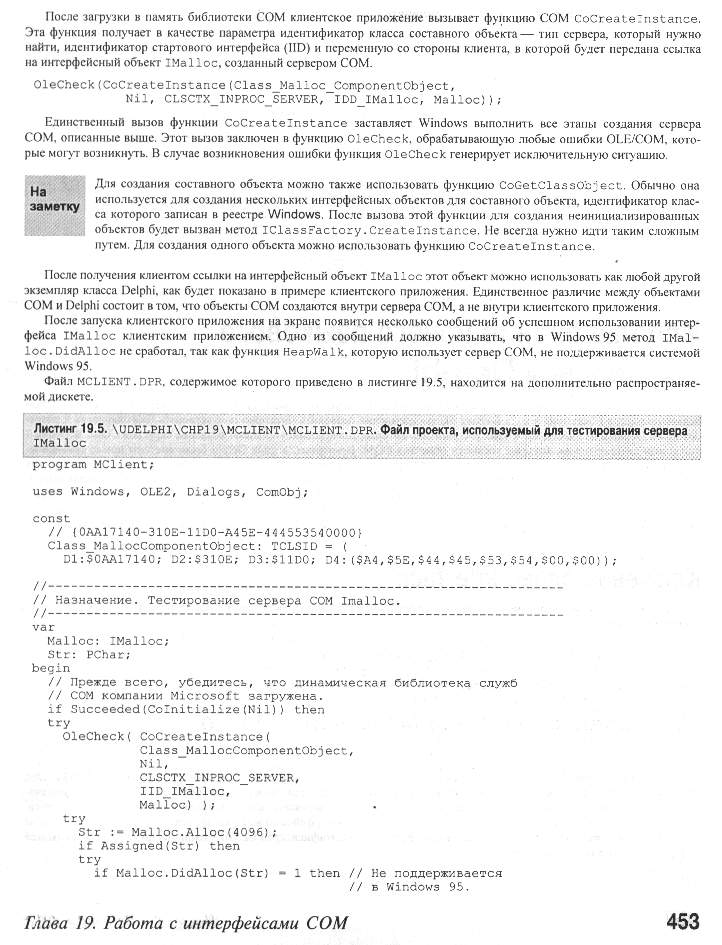 После загрузки в память библиотеки COM клиентское приложение вызывает функцию COM CoCreateInstance.
Эта функция получает в качестве параметра идентификатор класса составного объекта — тип сервера, который нужно
найти, идентификатор стартового интерфейса (IID) и переменную со стороны клиента, в которой будет передана ссылка
на интерфейсный объект IMalloc, созданный сервером COM.
OleCheck(CoCreateInstance(Class_Malloc_ComponentObject,
Nil, CLSCTX_INPROC_SERVER, IDD_IMalloc, Malloc));
Единственный вызов функции CoCreateInstance заставляет Windows выполнить все этапы создания сервера
COM, описанные выше. Этот вызов заключен в функцию OleCheck, обрабатывающую любые ошибки OLE/COM, кото-
рые могут возникнуть. В случае возникновения ошибки функция OleCheck генерирует исключительную ситуацию.
На
заметку
Для создания составного объекта можно также использовать функцию CoGetClassObject. Обычно она
используется для создания нескольких интерфейсных объектов для составного объекта, идентификатор клас-
са которого записан в реестре Windows. После вызова этой функции для создания неинициализированных
объектов будет вызван метод IClassFactory.CreateInstance. Не всегда нужно идти таким сложным
путем. Для создания одного объекта можно использовать функцию CoCreateInstance.
После получения клиентом ссылки на интерфейсный объект IMalloc этот объект можно использовать как любой другой
экземпляр класса Delphi, как будет показано в примере клиентского приложения. Единственное различие между объектами
COM и Delphi состоит в том, что объекты COM создаются внутри сервера COM, а не внутри клиентского приложения.
После запуска клиентского приложения на экране появится несколько сообщений об успешном использовании интер-
фейса IMalloc клиентским приложением. Одно из сообщений должно указывать, что в Windows 95 метод IMal-
loc.DidAlloc не сработал, так как функция HeapWalk, которую использует сервер COM, не поддерживается системой
Windows 95.
Файл MCLIENT.DPR, содержимое которого приведено в листинге 19.5, находится на дополнительно распространяе-
мой дискете.
Листинг 19.5. \UDELPHI\CHP19\MCLIENT\MCLIENT.DPR. Файл проекта, используемый для тестирования сервера
IMalloc
program MClient;
uses Windows, OLE2, Dialogs, ComObj;
const
// {0AA17140-310E-11D0-A45E-444553540000}
Class_MallocComponentObject: TCLSID = (
D1:$0AA17140; D2:$310E; D3:$11D0; D4:($A4,$5E,$44,$45,$53,$54,$00,$00));
//------------------------------------------------------
// Назначение. Тестирование сервера COM Imalloc.
//------------------------------------------------------
var
Malloc: IMalloc;
Str: PChar;
begin
// Прежде всего, убедитесь, что динамическая библиотека служб
// COM компании Microsoft загружена.
if Succeeded(CoInitialize(Nil)) then
try
OleCheck( CoCreateInstance(
Class_MallocComponentObject,
Nil,
CLSCTX_INPROC_SERVER,
IID_IMalloc,
Malloc) );
try
Str := Malloc.Alloc(4096);
if Assigned(Str) then
try
if Malloc.DidAlloc(Str) = 1 then // Не поддерживается
// в Windows 95.
Глава 19. Работа с интерфейсами COM 453